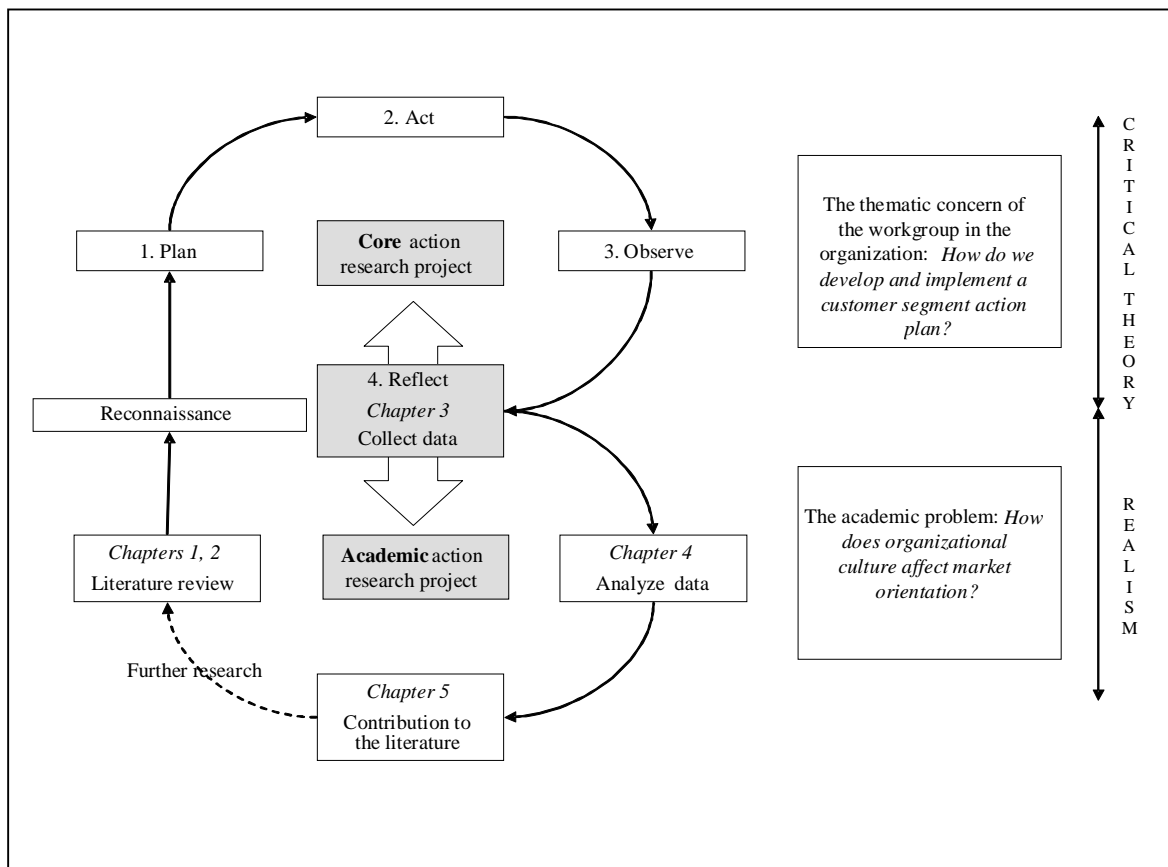 2. Act
1. Plan
Core action
research project
3. Observe
The thematic concern of
the workgroup in the
organization: How do we
develop and implement a
customer segment action
plan?
CRITICAL THEORY
Reconnaissance
4. Reflect
Chapter 3
Collect data
Chapters 1, 2
Literature review
Academic action
research project
Chapter 4
Analyze data
The academic problem: How
does organizational
culture affect market
orientation?
REALISM
Further research
Chapter 5
Contribution to
the literature